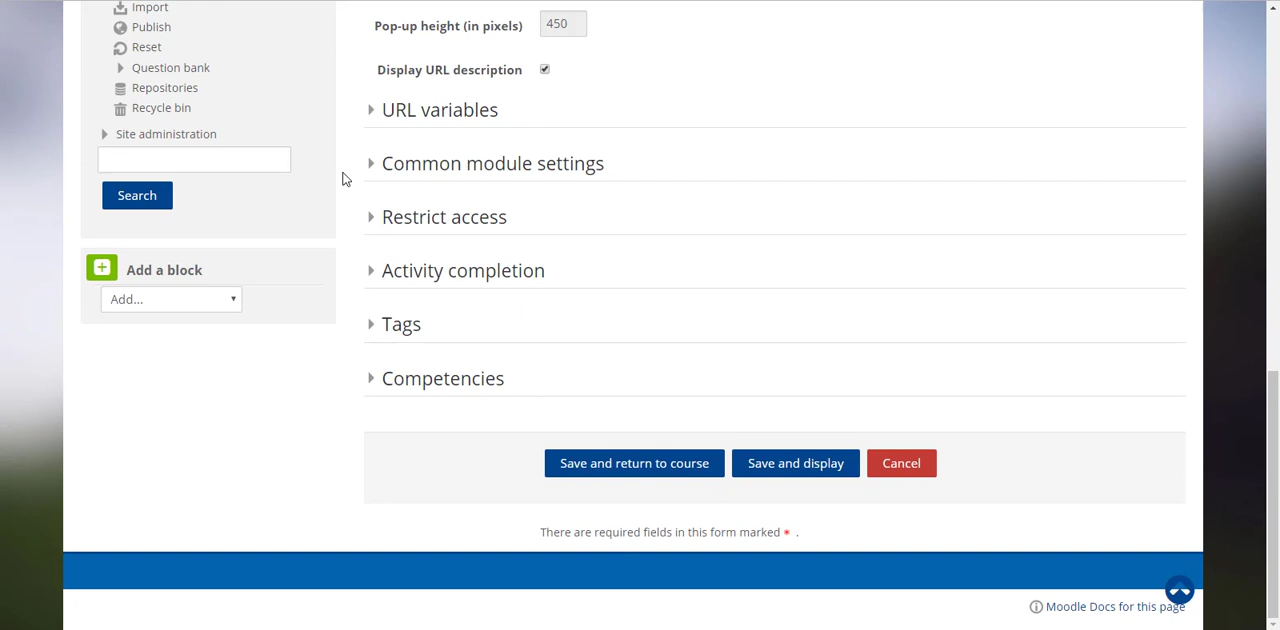 Import
Publish
Reset
Question bank
Repositories
Recycle bin
Site administration
Search
Add a block
Add...
Pop-up height (in pixels) 450
Display URL description
URL variables
Common module settings
Restrict access
Activity completion
Tags
Competencies
Save and return to course Save and display Cancel
There are required fields in this form marked * .
Moodle Docs for this page